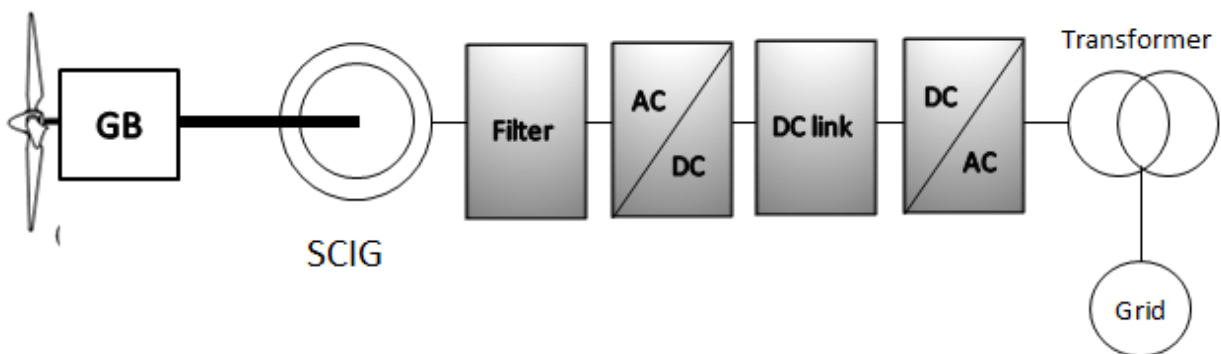 Transformer
GB
Filter
AC
DC
DC link
DC
AC
SCIG
(
Grid